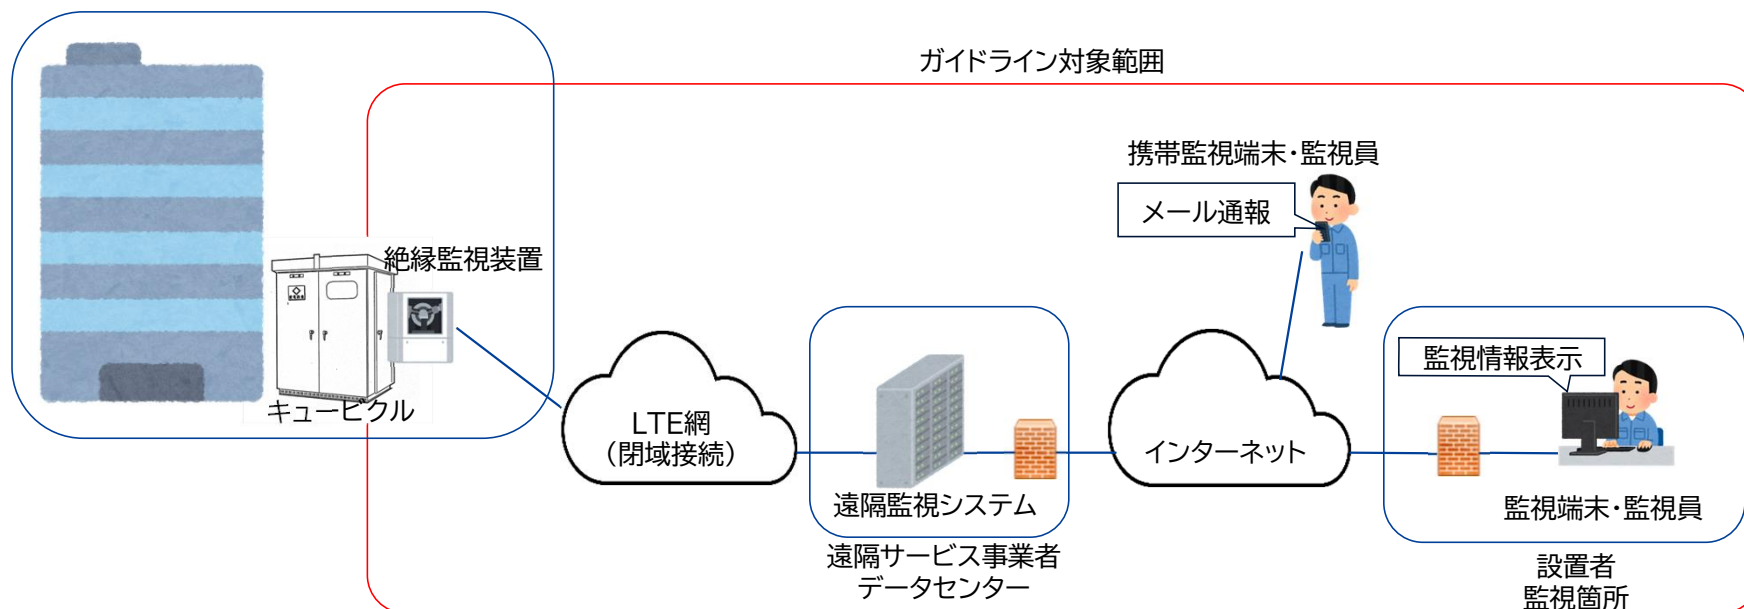 ガイドライン対象範囲
携帯監視端末・監視員
メール通報
絶縁監視装置
キュービクル
LTE網
（閉域接続）
遠隔監視システム
遠隔サービス事業者
データセンター
インターネット
監視情報表示
監視端末・監視員
設置者
監視箇所